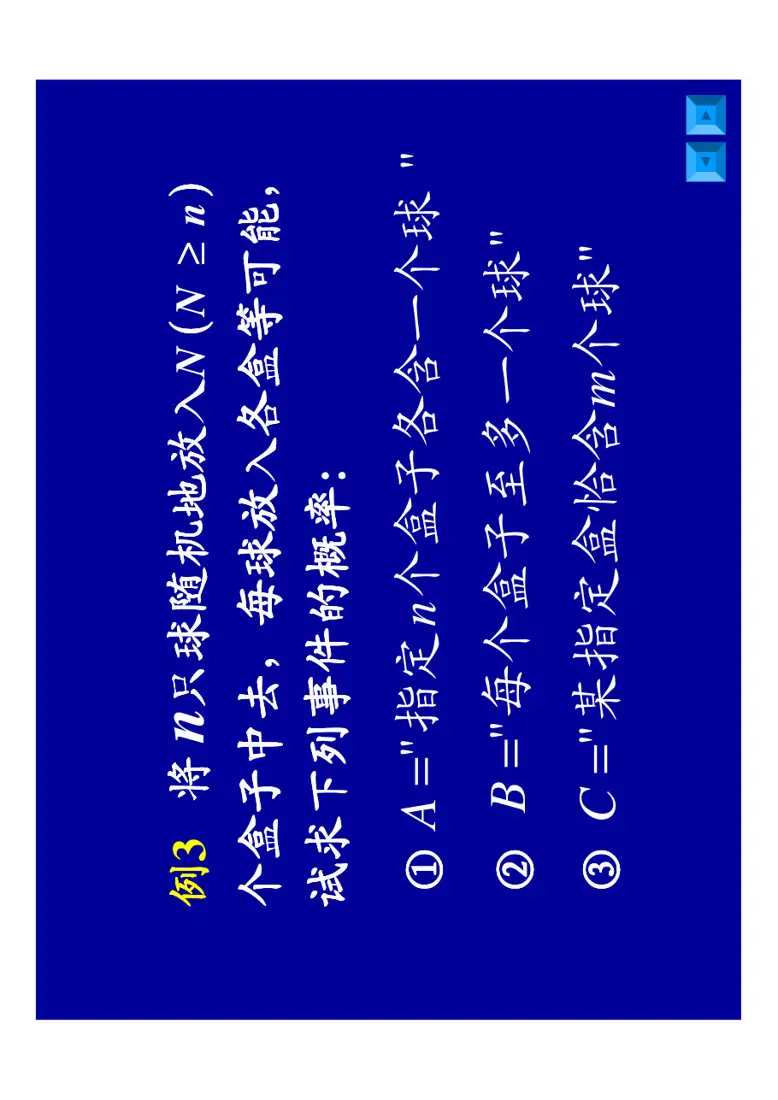 例3 将n只球随机地放入N(N ≥ n)
个盒子中去，每球放入各盒等可能，
试求下列事件的概率：
① A ="指定n个盒子各含一个球"
② B ="每个盒子至多一个球"
③ C ="某指定盒恰含m个球"